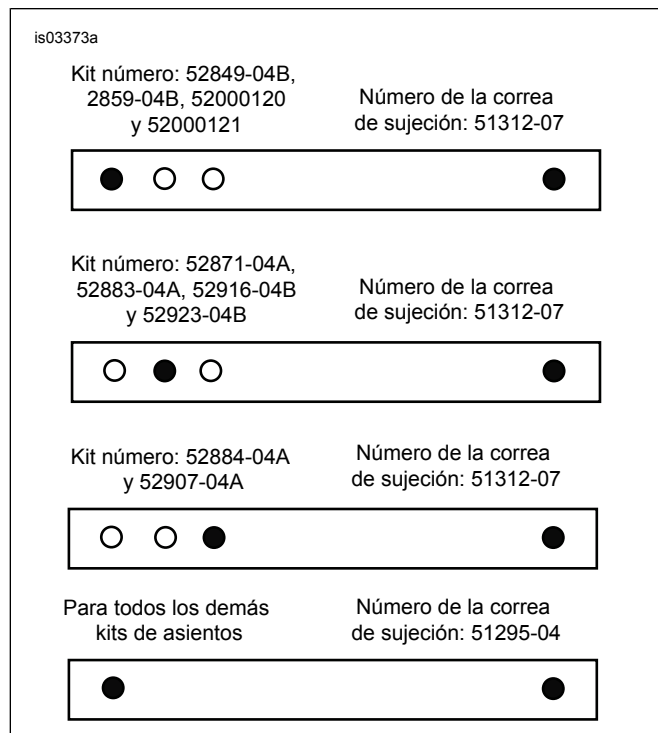 is03373a
Kit número: 52849-04B,
2859-04B, 52000120
y 52000121
Número de la correa
de sujeción: 51312-07
Kit número: 52871-04A,
52883-04A, 52916-04B
y 52923-04B
Número de la correa
de sujeción: 51312-07
Kit número: 52884-04A
y 52907-04A
Número de la correa
de sujeción: 51312-07
Para todos los demás
kits de asientos
Número de la correa
de sujeción: 51295-04